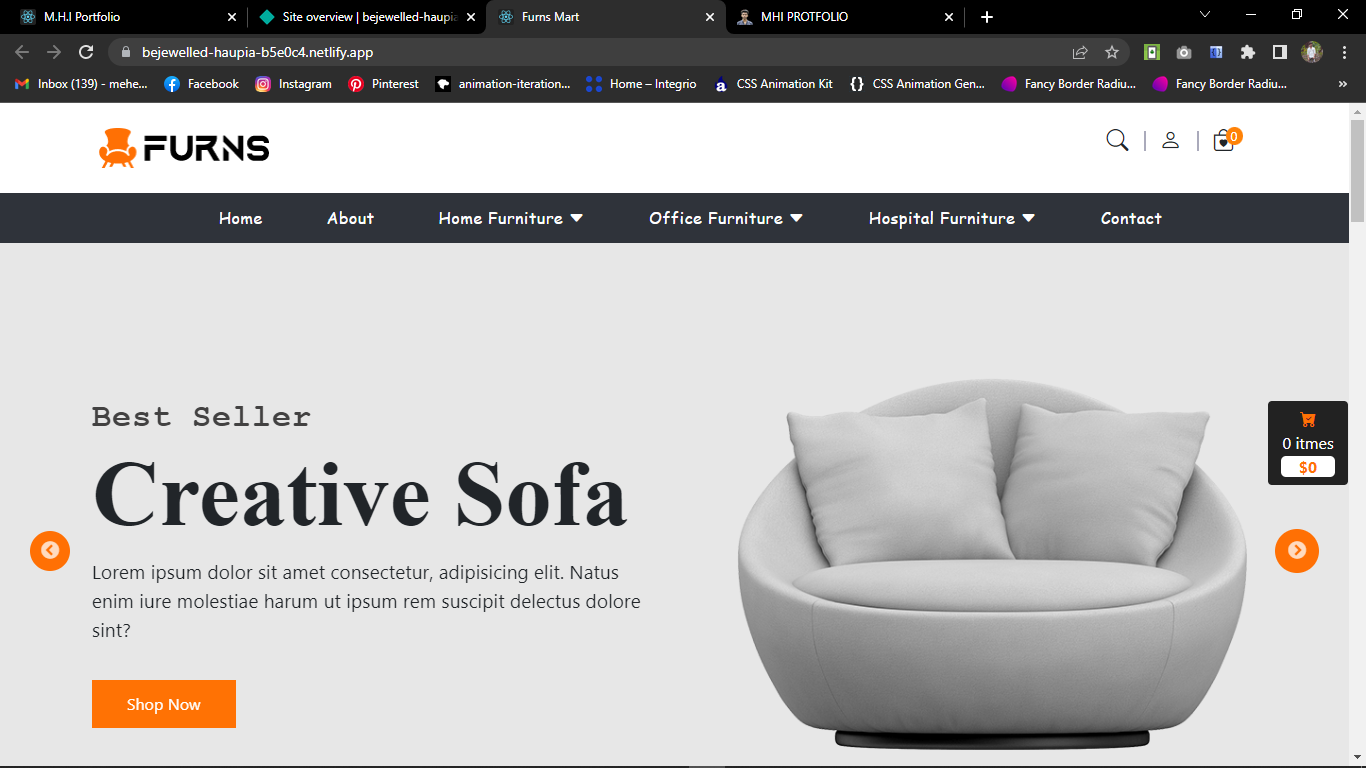 M.H.I Portfolio
Site overview | bejewelled-haupia
Furns Mart
MHI PROTFOLIO
bejewelled-haupia-b5e0c4.netlify.app
Inbox (139) - mehe...
Facebook
Instagram
Pinterest
animation-iteration...
Home – Integrio
CSS Animation Kit
CSS Animation Gen...
Fancy Border Radiu...
Fancy Border Radiu...
FURNS
0
Home
About
Home Furniture
Office Furniture
Hospital Furniture
Contact
Best Seller
Creative Sofa
Lorem ipsum dolor sit amet consectetur, adipisicing elit. Natus
enim iure molestiae harum ut ipsum rem suscipit delectus dolore
sint?
Shop Now
0 itmes
$0